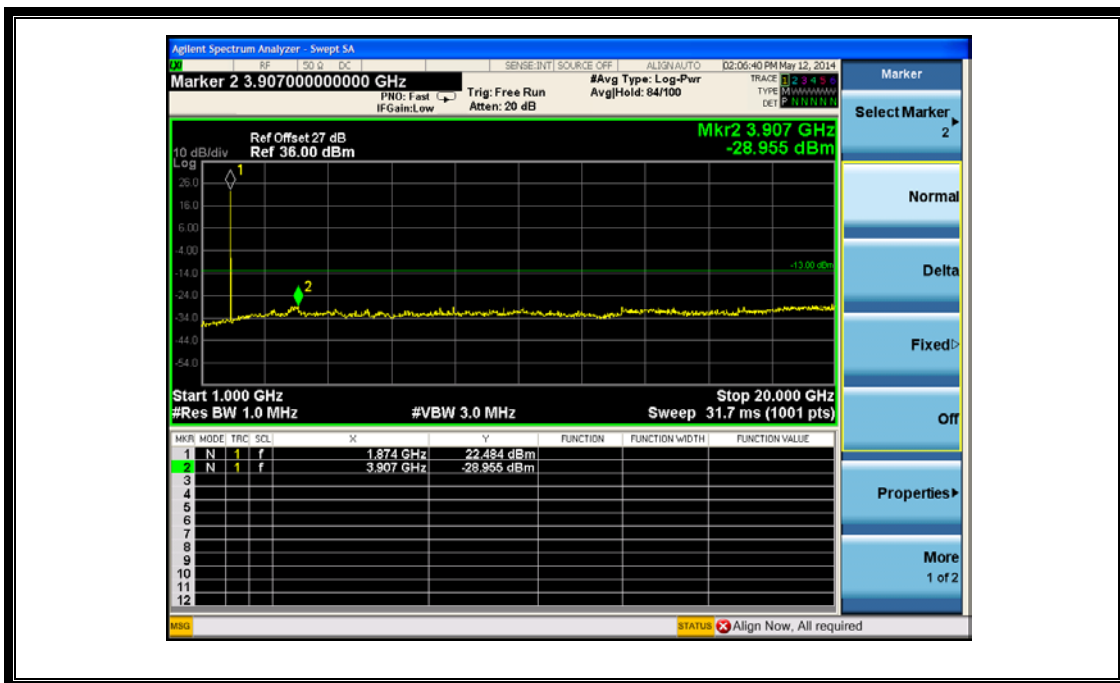 Agilent Spectrum Analyzer - Swept SA
RF 50 Ω DC SENSE:INT SOURCE OFF ALIGN AUTO 02:06:40 PM May 12, 2014
Marker 2 3.907000000000 GHz
PNO: Fast
IFGain:Low
Trig: Free Run
Atten: 20 dB
#Avg Type: Log-Pwr
Avg|Hold: 84/100
TRACE 1 2 3 4 5 6
TYPE
DET P N N N N N
Ref Offset 27 dB
Ref 36.00 dBm
10 dB/div
Log
Mkr2 3.907 GHz
-28.955 dBm
26.0
16.0
6.00
-4.00
-14.0
-24.0
-34.0
-44.0
-54.0
1
2
-13.00 dBm
Start 1.000 GHz
Stop 20.000 GHz
#Res BW 1.0 MHz
#VBW 3.0 MHz
Sweep 31.7 ms (1001 pts)
MKR MODE TRC SCL X Y FUNCTION FUNCTION WIDTH FUNCTION VALUE
1 N 1 f 1.874 GHz 22.484 dBm
2 N 1 f 3.907 GHz -28.955 dBm
3
4
5
6
7
8
9
10
11
12
MSG
STATUS
Align Now, All required
Marker
Select Marker
2
Normal
Delta
Fixed
Off
Properties
More
1 of 2